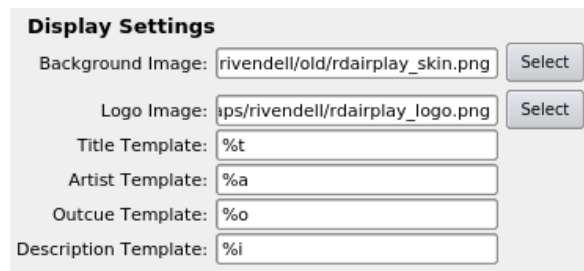 Display Settings
Background Image: rivendell/old/rdairplay_skin.png Select
Logo Image: aps/rivendell/rdairplay_logo.png Select
Title Template: %t
Artist Template: %a
Outcue Template: %o
Description Template: %i